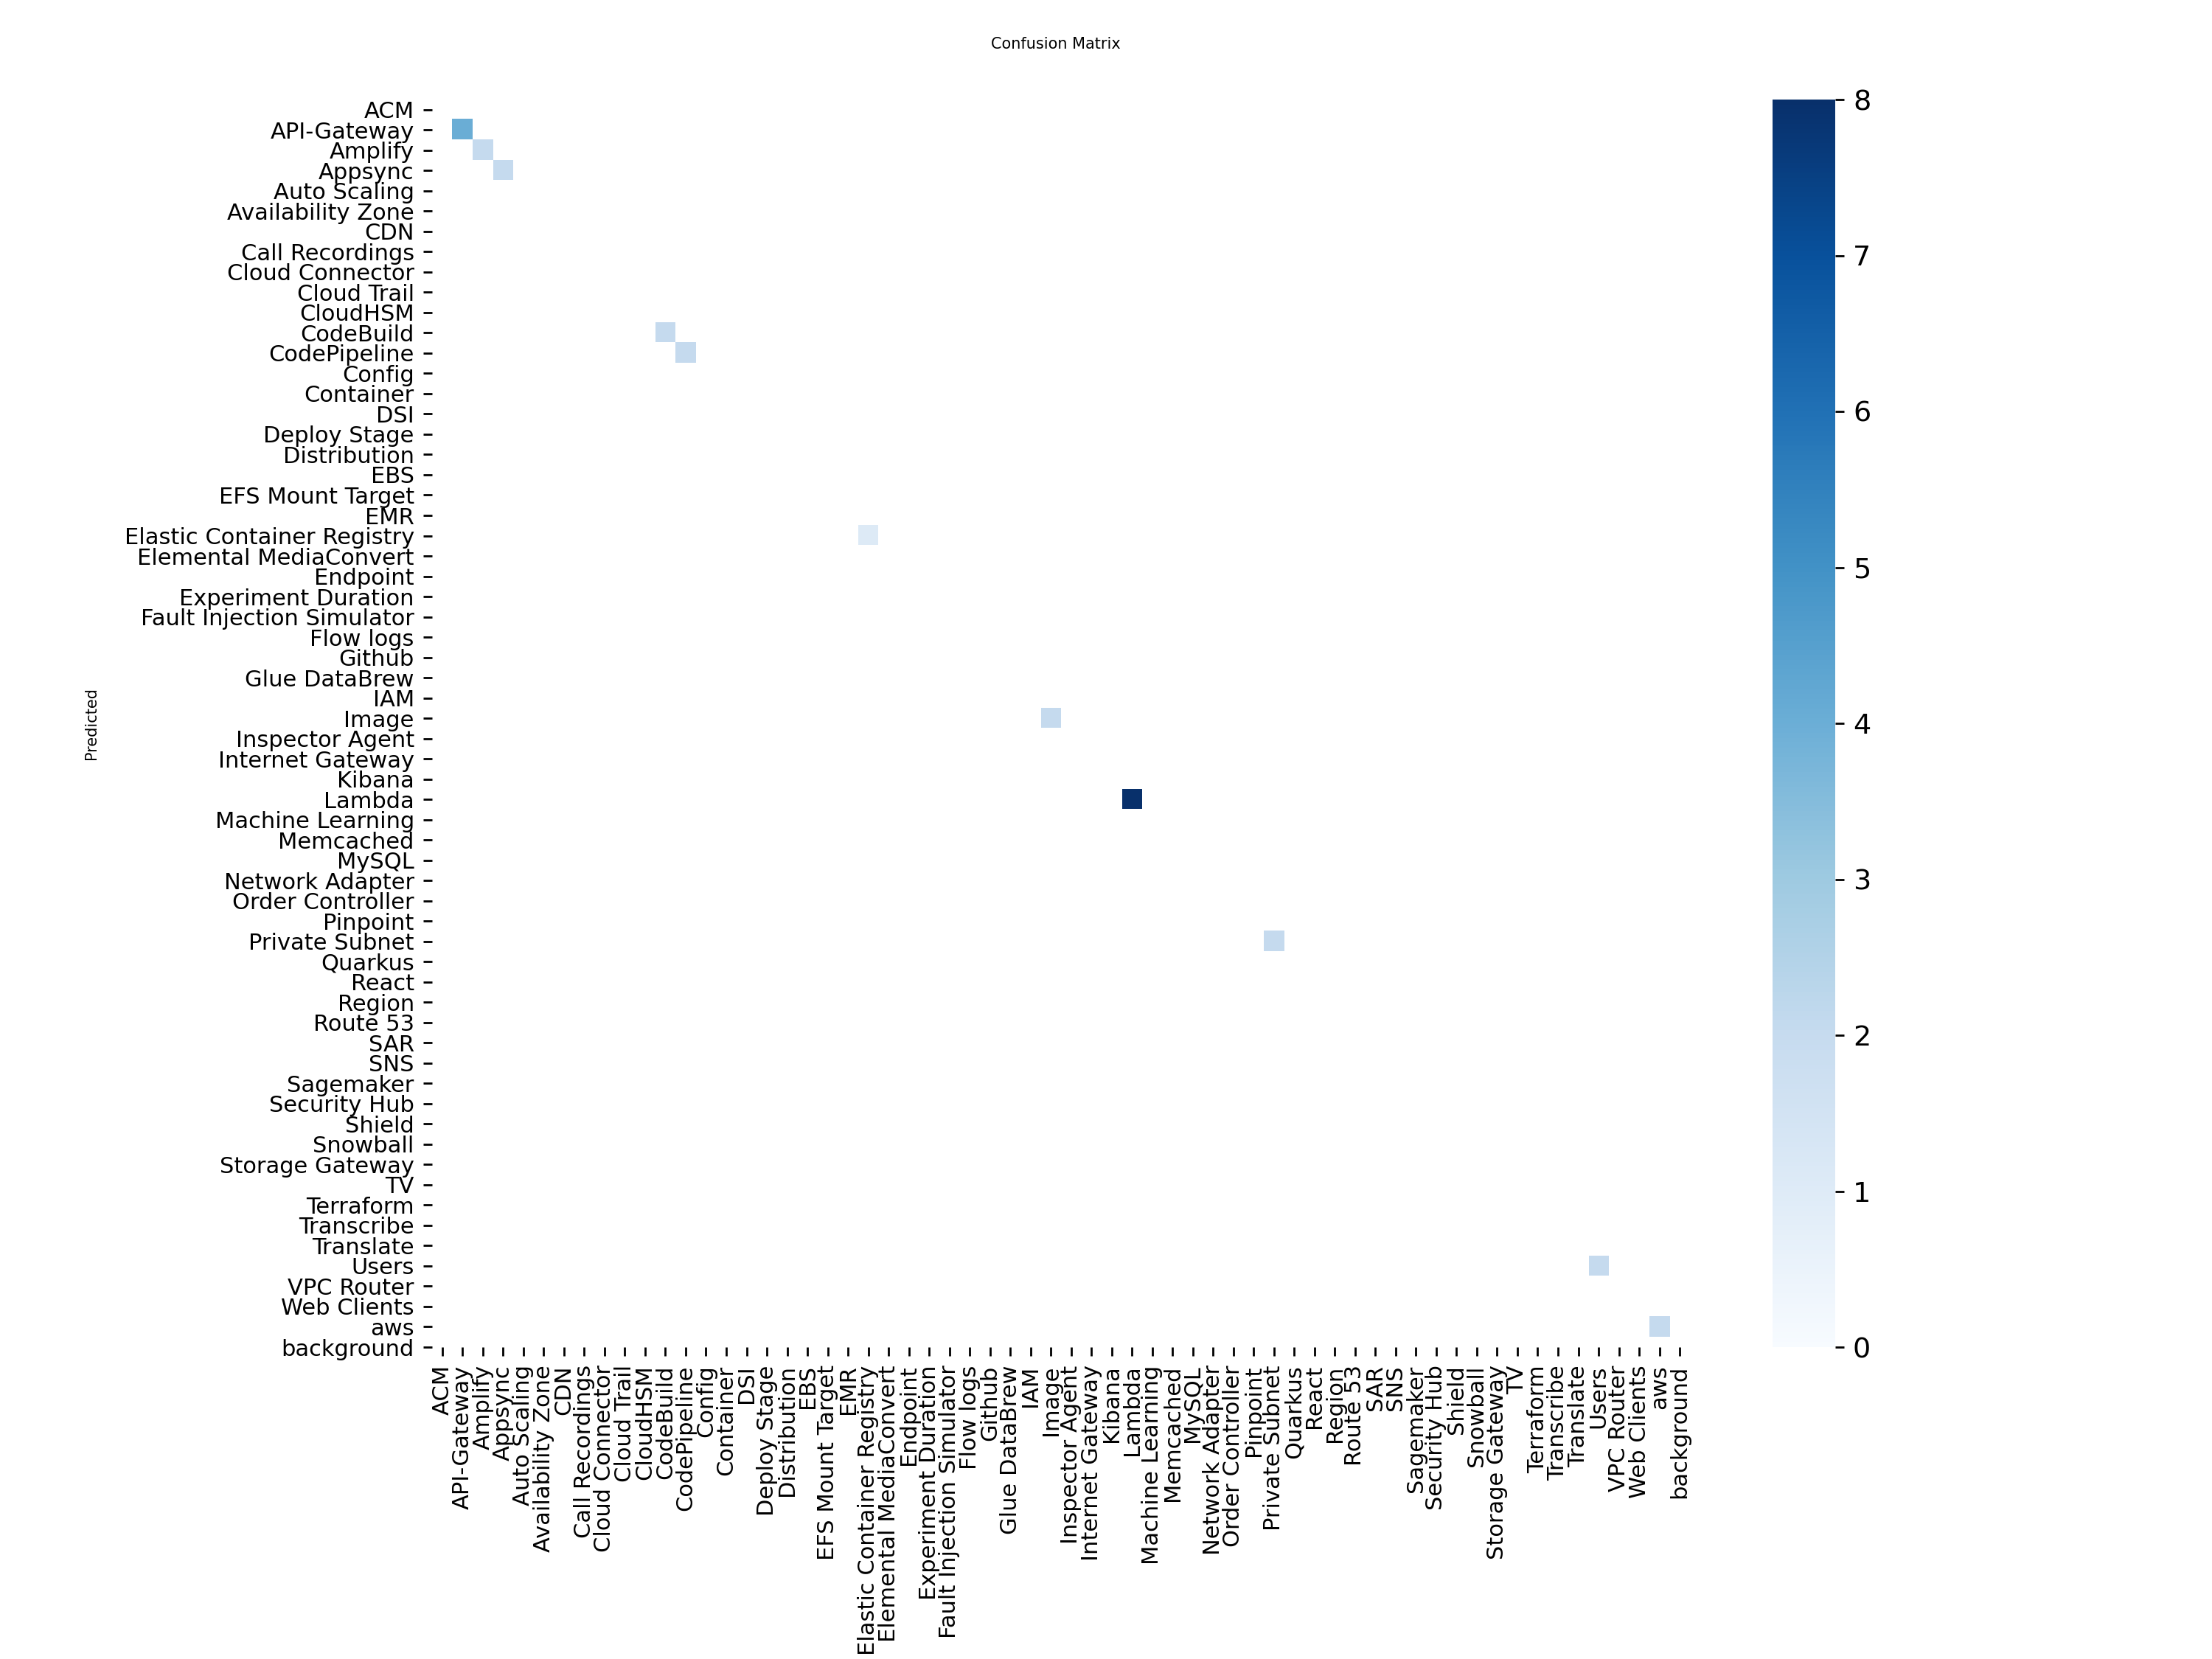 Confusion Matrix
Predicted
ACM
API-Gateway
Amplify
Appsync
Auto Scaling
Availability Zone
CDN
Call Recordings
Cloud Connector
Cloud Trail
CloudHSM
CodeBuild
CodePipeline
Config
Container
DSI
Deploy Stage
Distribution
EBS
EFS Mount Target
EMR
Elastic Container Registry
Elemental MediaConvert
Endpoint
Experiment Duration
Fault Injection Simulator
Flow logs
Github
Glue DataBrew
IAM
Image
Inspector Agent
Internet Gateway
Kibana
Lambda
Machine Learning
Memcached
MySQL
Network Adapter
Order Controller
Pinpoint
Private Subnet
Quarkus
React
Region
Route 53
SAR
SNS
Sagemaker
Security Hub
Shield
Snowball
Storage Gateway
TV
Terraform
Transcribe
Translate
Users
VPC Router
Web Clients
aws
background
ACM
API-Gateway
Amplify
Appsync
Auto Scaling
Availability Zone
CDN
Call Recordings
Cloud Connector
Cloud Trail
CloudHSM
CodeBuild
CodePipeline
Config
Container
DSI
Deploy Stage
Distribution
EBS
EFS Mount Target
EMR
Elastic Container Registry
Elemental MediaConvert
Endpoint
Experiment Duration
Fault Injection Simulator
Flow logs
Github
Glue DataBrew
IAM
Image
Inspector Agent
Internet Gateway
Kibana
Lambda
Machine Learning
Memcached
MySQL
Network Adapter
Order Controller
Pinpoint
Private Subnet
Quarkus
React
Region
Route 53
SAR
SNS
Sagemaker
Security Hub
Shield
Snowball
Storage Gateway
TV
Terraform
Transcribe
Translate
Users
VPC Router
Web Clients
aws
background
8
7
6
5
4
3
2
1
0